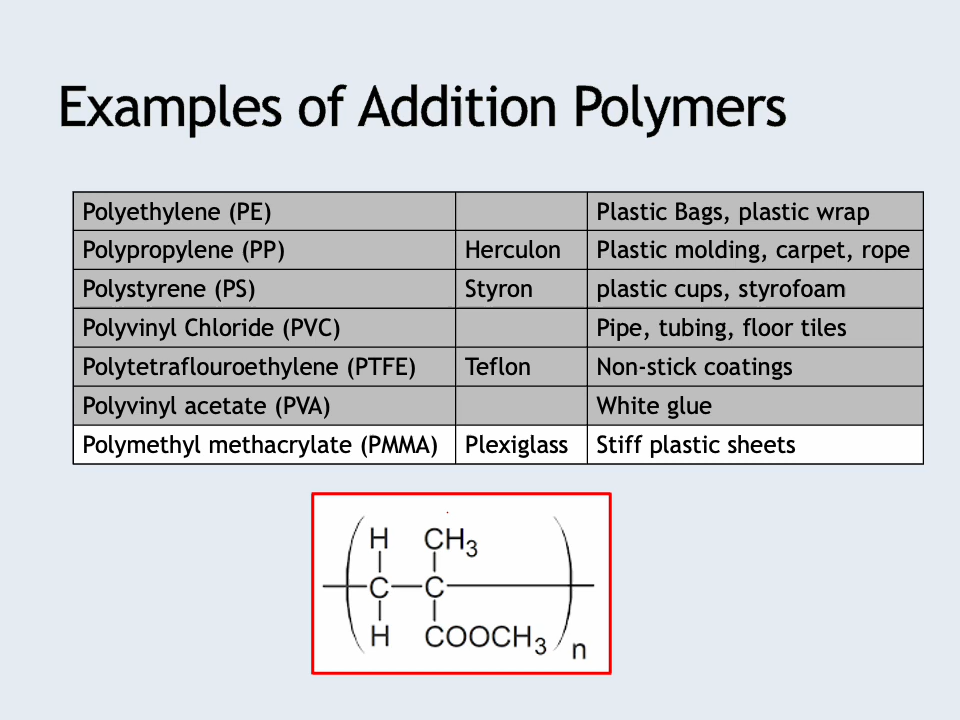 Examples of Addition Polymers
Polyethylene (PE) Plastic Bags, plastic wrap
Polypropylene (PP) Herculon Plastic molding, carpet, rope
Polystyrene (PS) Styron plastic cups, styrofoam
Polyvinyl Chloride (PVC) Pipe, tubing, floor tiles
Polytetraflouroethylene (PTFE) Teflon Non-stick coatings
Polyvinyl acetate (PVA) White glue
Polymethyl methacrylate (PMMA) Plexiglass Stiff plastic sheets
H CH3
C C
H COOCH3 n